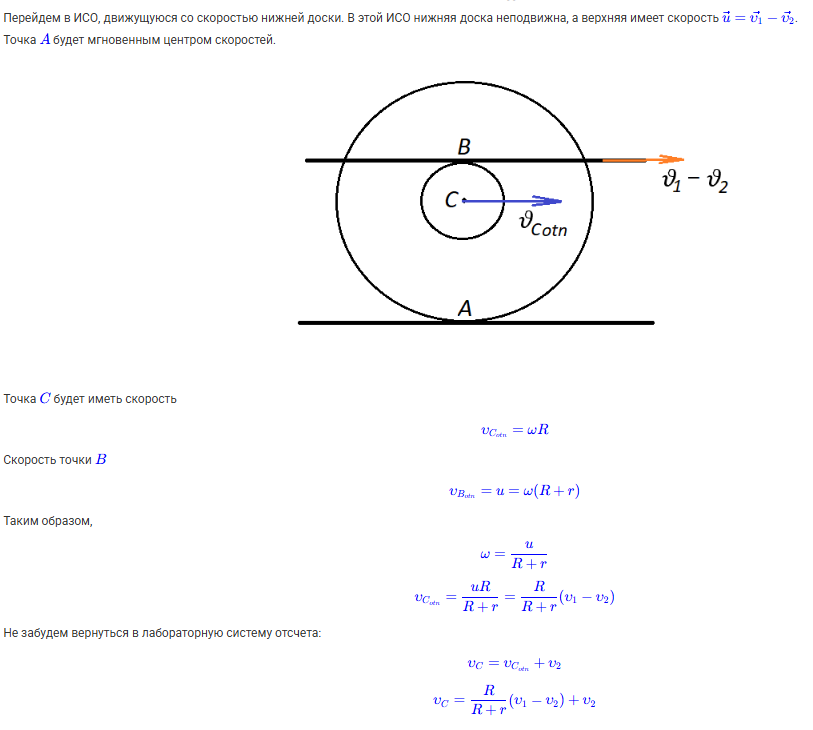 Перейдем в ИСО, движущуюся со скоростью нижней доски. В этой ИСО нижняя доска неподвижна, а верхняя имеет скорость $\vec{u} = \vec{v}_1 - \vec{v}_2$.
Точка $A$ будет мгновенным центром скоростей.
B
$\vartheta_1 - \vartheta_2$
C
$\vartheta_{Cotn}$
A
Точка $C$ будет иметь скорость
$v_{C_{otn}} = \omega R$
Скорость точки $B$
$v_{B_{otn}} = u = \omega(R + r)$
Таким образом,
$\omega = \frac{u}{R + r}$
$v_{C_{otn}} = \frac{uR}{R + r} = \frac{R}{R + r}(v_1 - v_2)$
Не забудем вернуться в лабораторную систему отсчета:
$v_C = v_{C_{otn}} + v_2$
$v_C = \frac{R}{R + r}(v_1 - v_2) + v_2$